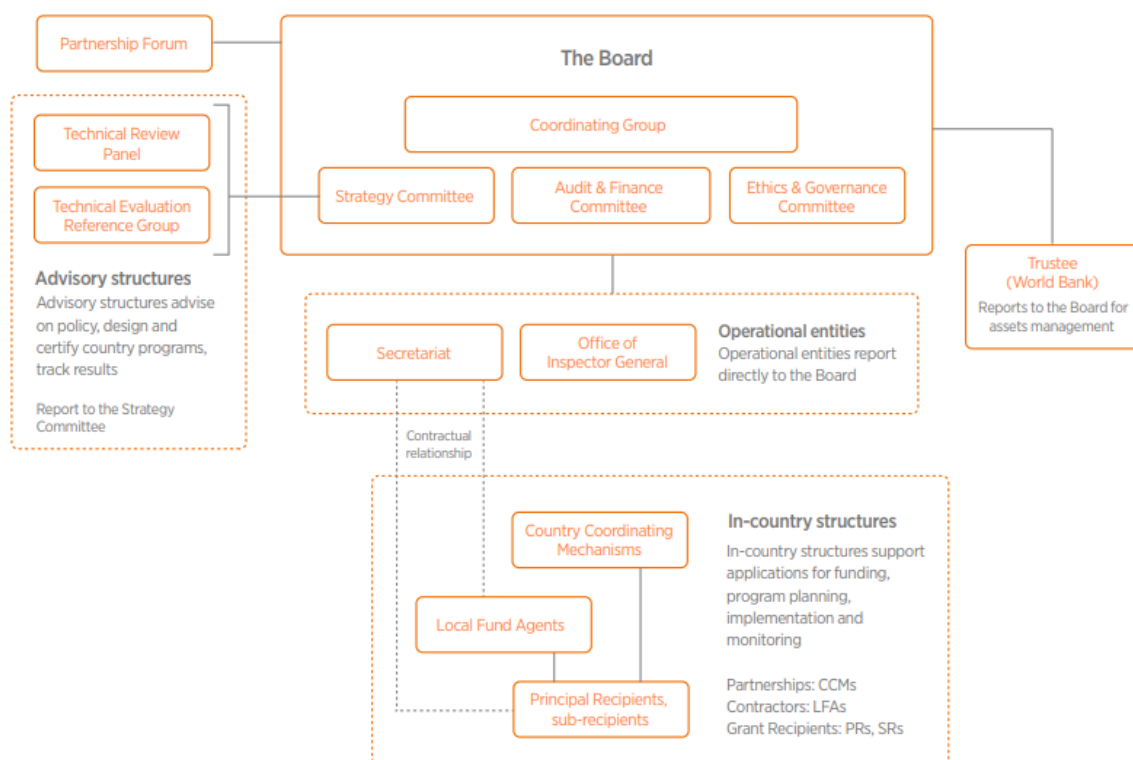 Partnership Forum
The Board
Coordinating Group
Technical Review
Panel
Technical Evaluation
Reference Group
Strategy Committee
Audit & Finance
Committee
Ethics & Governance
Committee
Advisory structures
Advisory structures advise
on policy, design and
certify country programs,
track results
Report to the Strategy
Committee
Trustee
(World Bank)
Reports to the Board for
assets management
Secretariat
Office of
Inspector General
Operational entities
Operational entities report
directly to the Board
Contractual
relationship
Country Coordinating
Mechanisms
Local Fund Agents
Principal Recipients,
sub-recipients
In-country structures
In-country structures support
applications for funding,
program planning,
implementation and
monitoring
Partnerships: CCMs
Contractors: LFAs
Grant Recipients: PRs, SRs